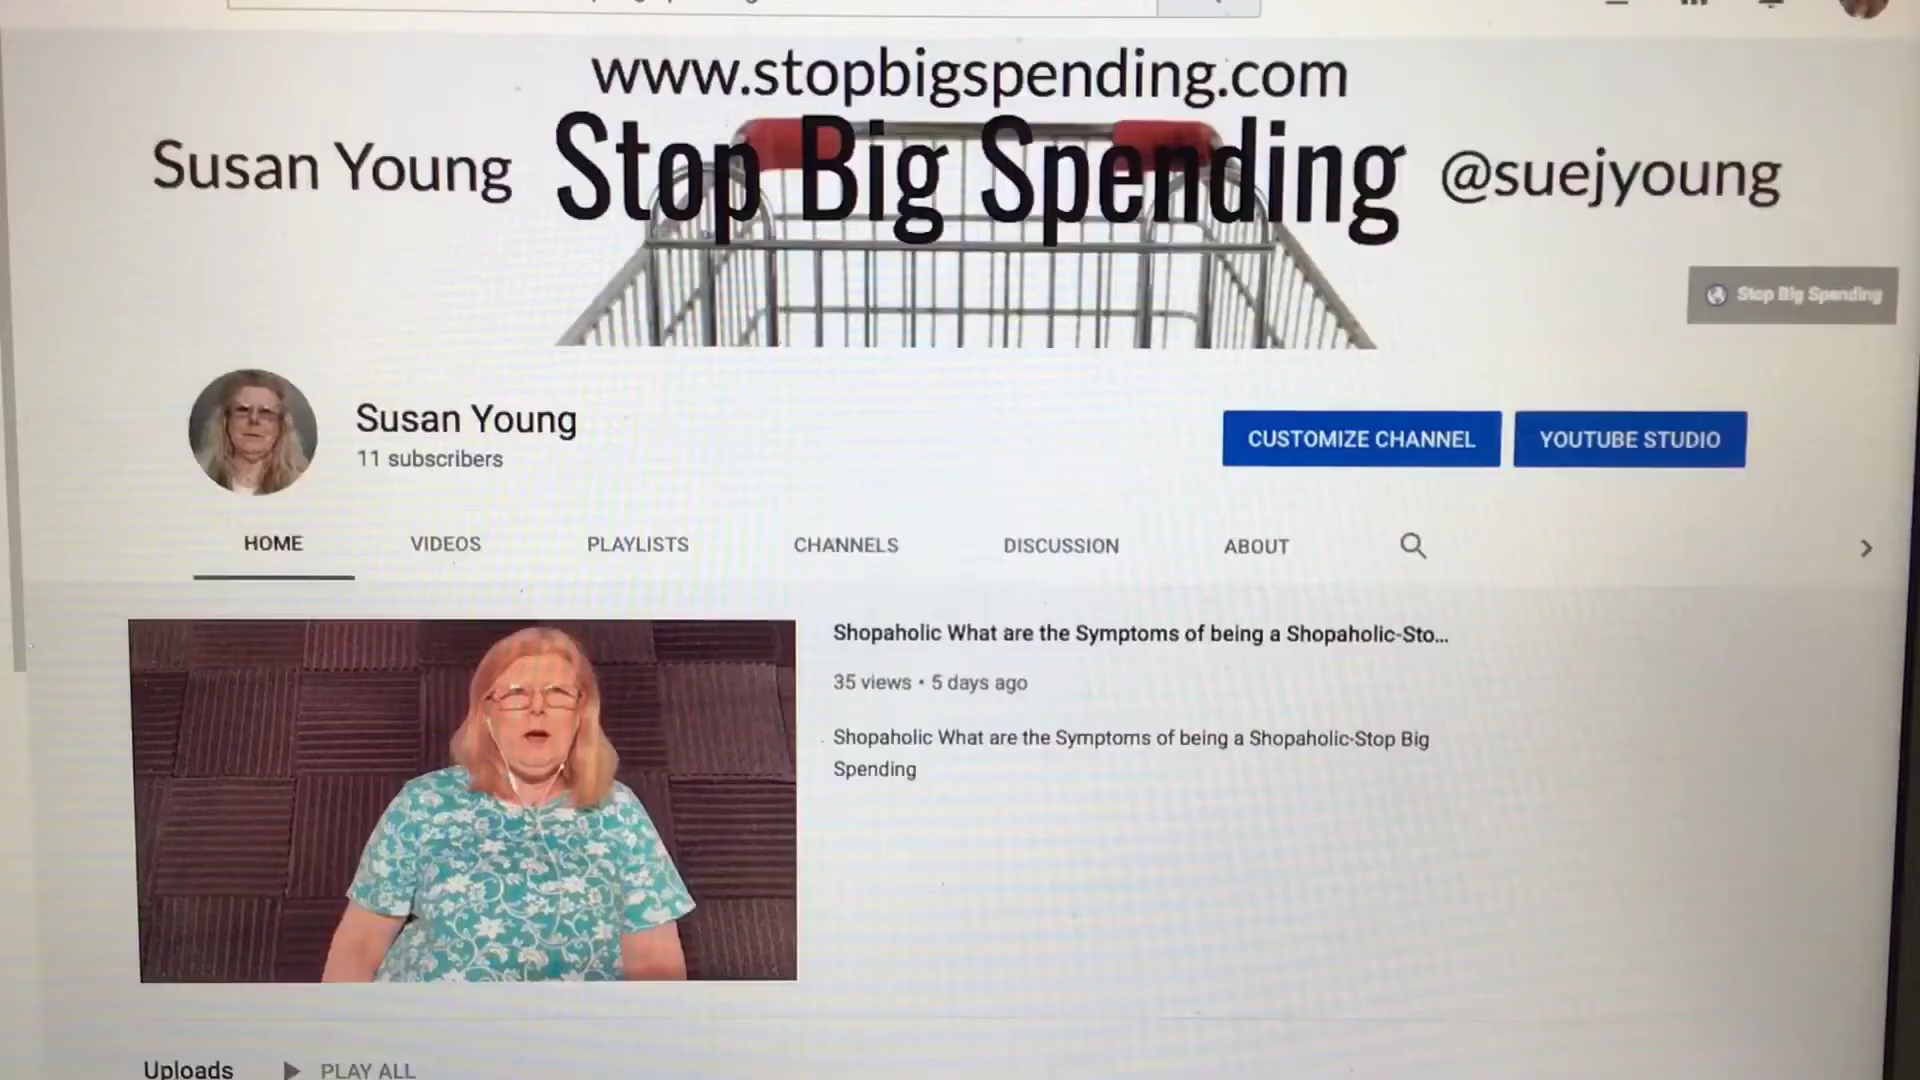 www.stopbigspending.com
Susan Young Stop Big Spending @suejyoung
Stop Big Spending
Susan Young
11 subscribers
CUSTOMIZE CHANNEL YOUTUBE STUDIO
HOME VIDEOS PLAYLISTS CHANNELS DISCUSSION ABOUT
Shopaholic What are the Symptoms of being a Shopaholic-Sto...
35 views • 5 days ago
Shopaholic What are the Symptoms of being a Shopaholic-Stop Big
Spending
Uploads PLAY ALL